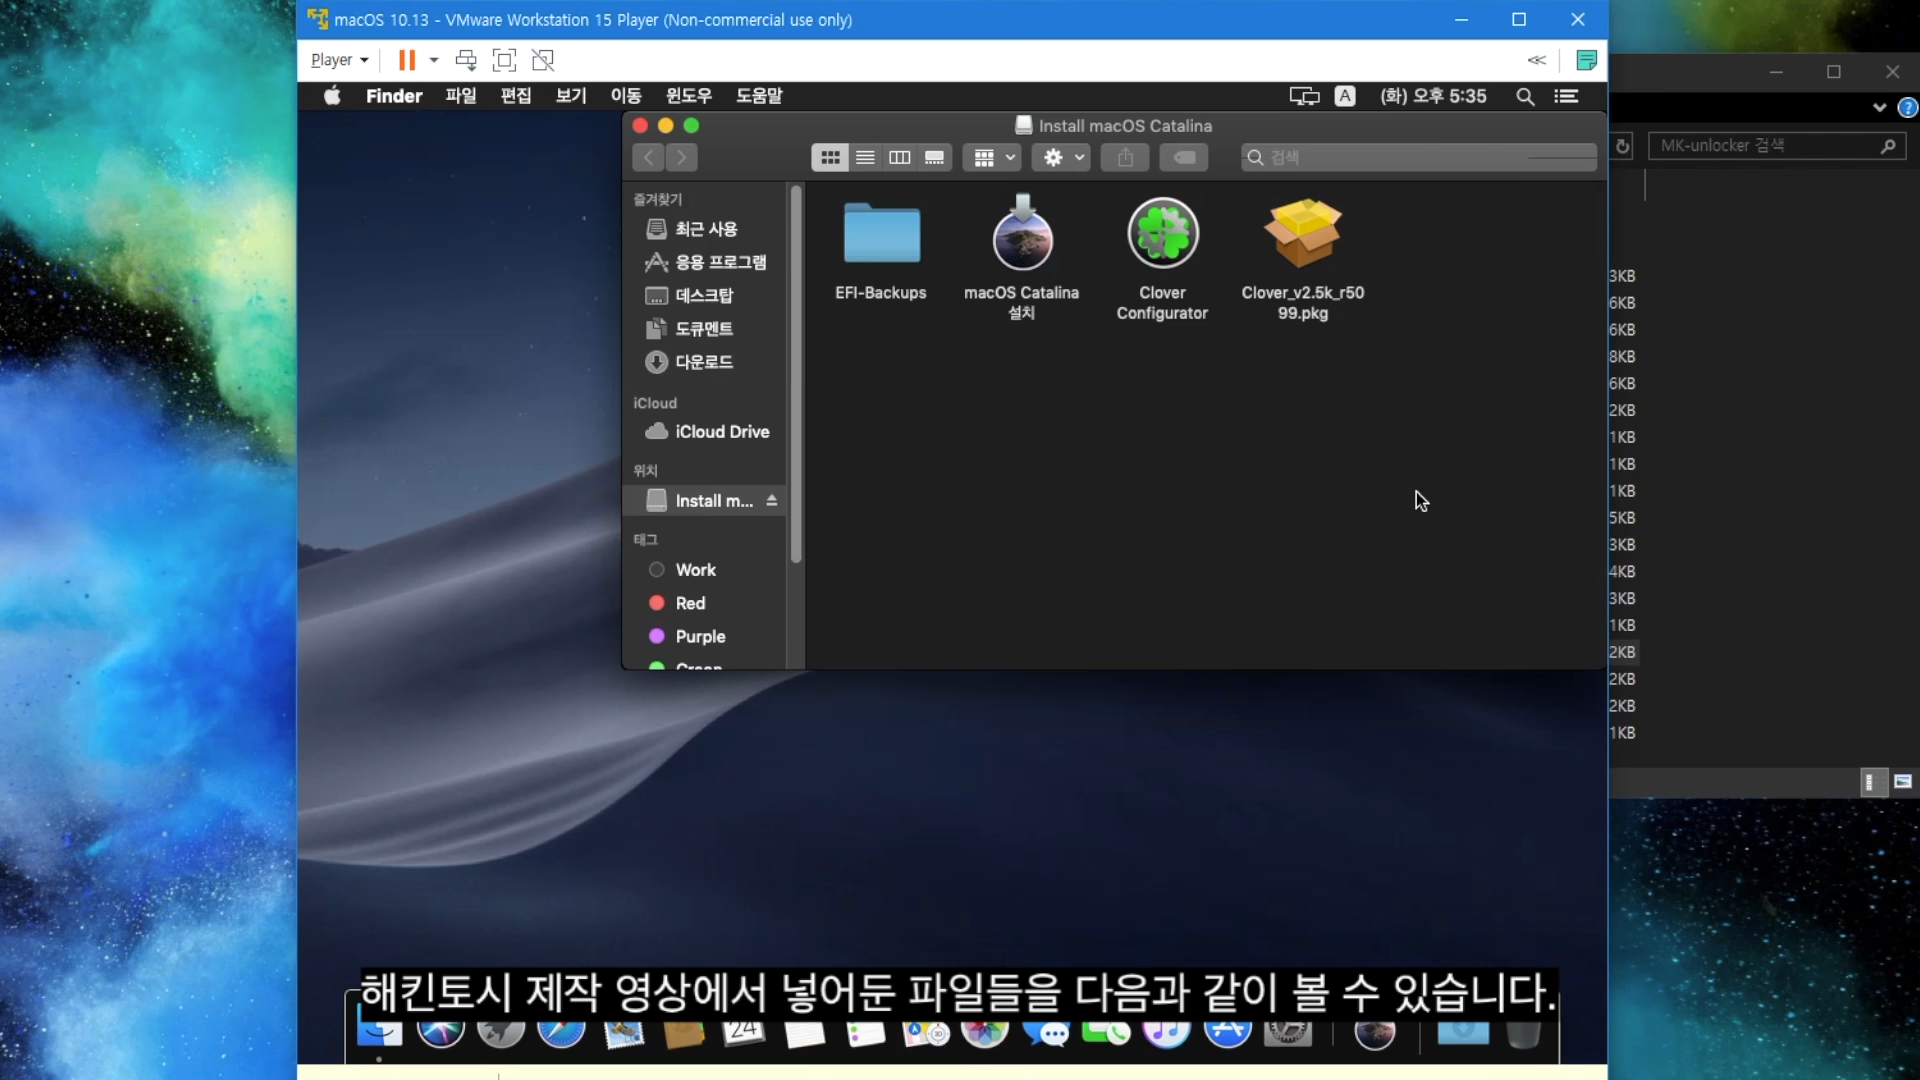 macOS 10.13 - VMware Workstation 15 Player (Non-commercial use only)
Player
Finder 파일 편집 보기 이동 윈도우 도움말
A (화) 오후 5:35
Install macOS Catalina
검색
MK-unlocker 검색
즐겨찾기
최근 사용
응용 프로그램
데스크탑
도큐멘트
다운로드
iCloud
iCloud Drive
위치
Install m...
태그
Work
Red
Purple
Green
EFI-Backups
macOS Catalina
설치
Clover
Configurator
Clover_v2.5k_r50
99.pkg
3KB
6KB
6KB
8KB
6KB
2KB
1KB
1KB
1KB
5KB
3KB
4KB
3KB
1KB
2KB
2KB
2KB
1KB
해킨토시 제작 영상에서 넣어둔 파일들을 다음과 같이 볼 수 있습니다.
24